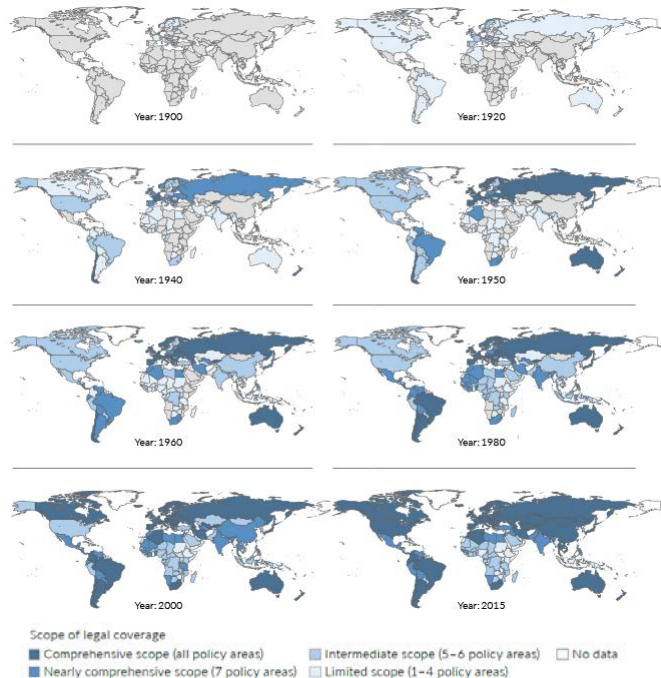 Year: 1900
Year: 1920
Year: 1940
Year: 1950
Year: 1960
Year: 1980
Year: 2000
Year: 2015
Scope of legal coverage
Comprehensive scope (all policy areas)
Intermediate scope (5–6 policy areas)
No data
Nearly comprehensive scope (7 policy areas)
Limited scope (1–4 policy areas)